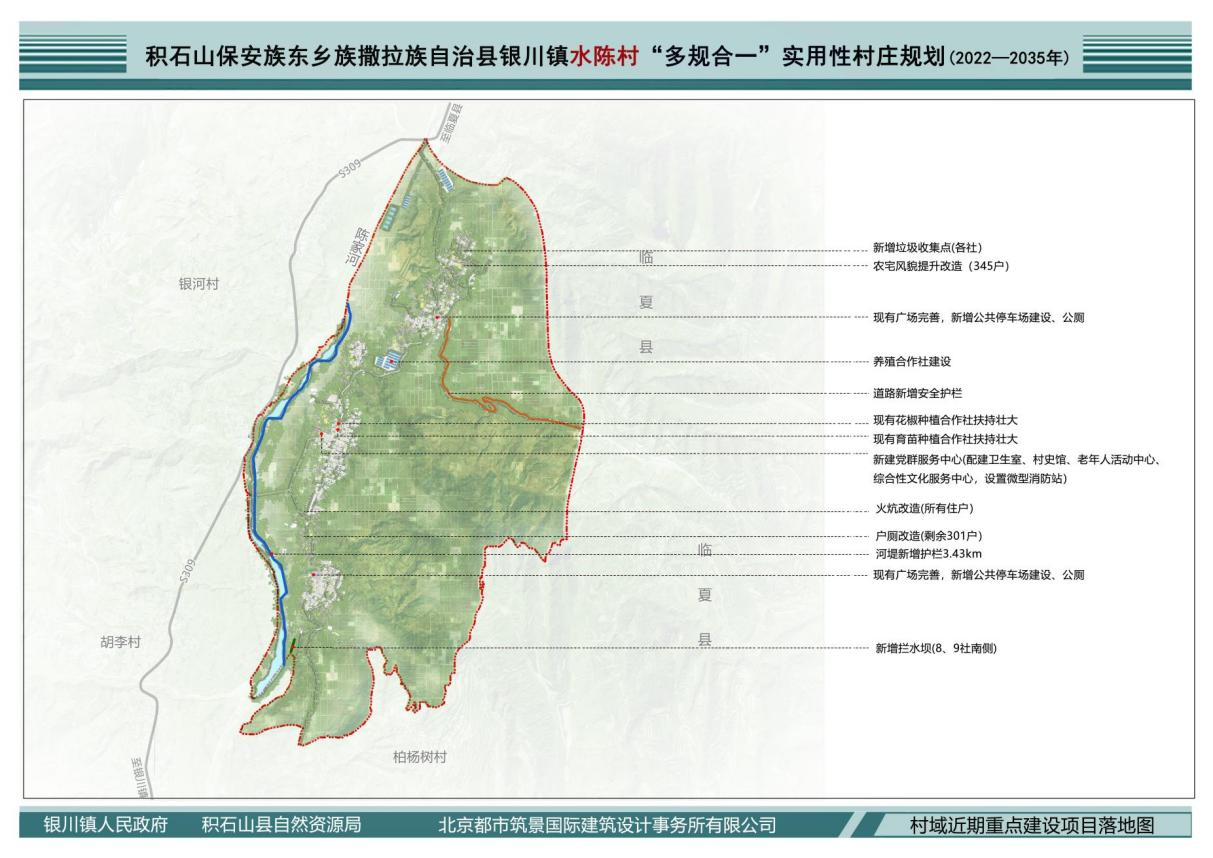 积石山保安族东乡族撒拉族自治县银川镇水陈村“多规合一”实用性村庄规划(2022—2035年)
至临夏县
S309
陈家河
银河村
临夏县
新增垃圾收集点(各社)
农宅风貌提升改造（345户）
现有广场完善，新增公共停车场建设、公厕
养殖合作社建设
道路新增安全护栏
现有花椒种植合作社扶持壮大
现有育苗种植合作社扶持壮大
新建党群服务中心(配建卫生室、村史馆、老年人活动中心、
综合性文化服务中心，设置微型消防站)
火炕改造(所有住户)
户厕改造(剩余301户)
河堤新增护栏3.43km
现有广场完善，新增公共停车场建设、公厕
临夏县
S309
胡李村
新增拦水坝(8、9社南侧)
柏杨树村
至银川镇
银川镇人民政府 积石山县自然资源局 北京都市筑景国际建筑设计事务所有限公司 村域近期重点建设项目落地图